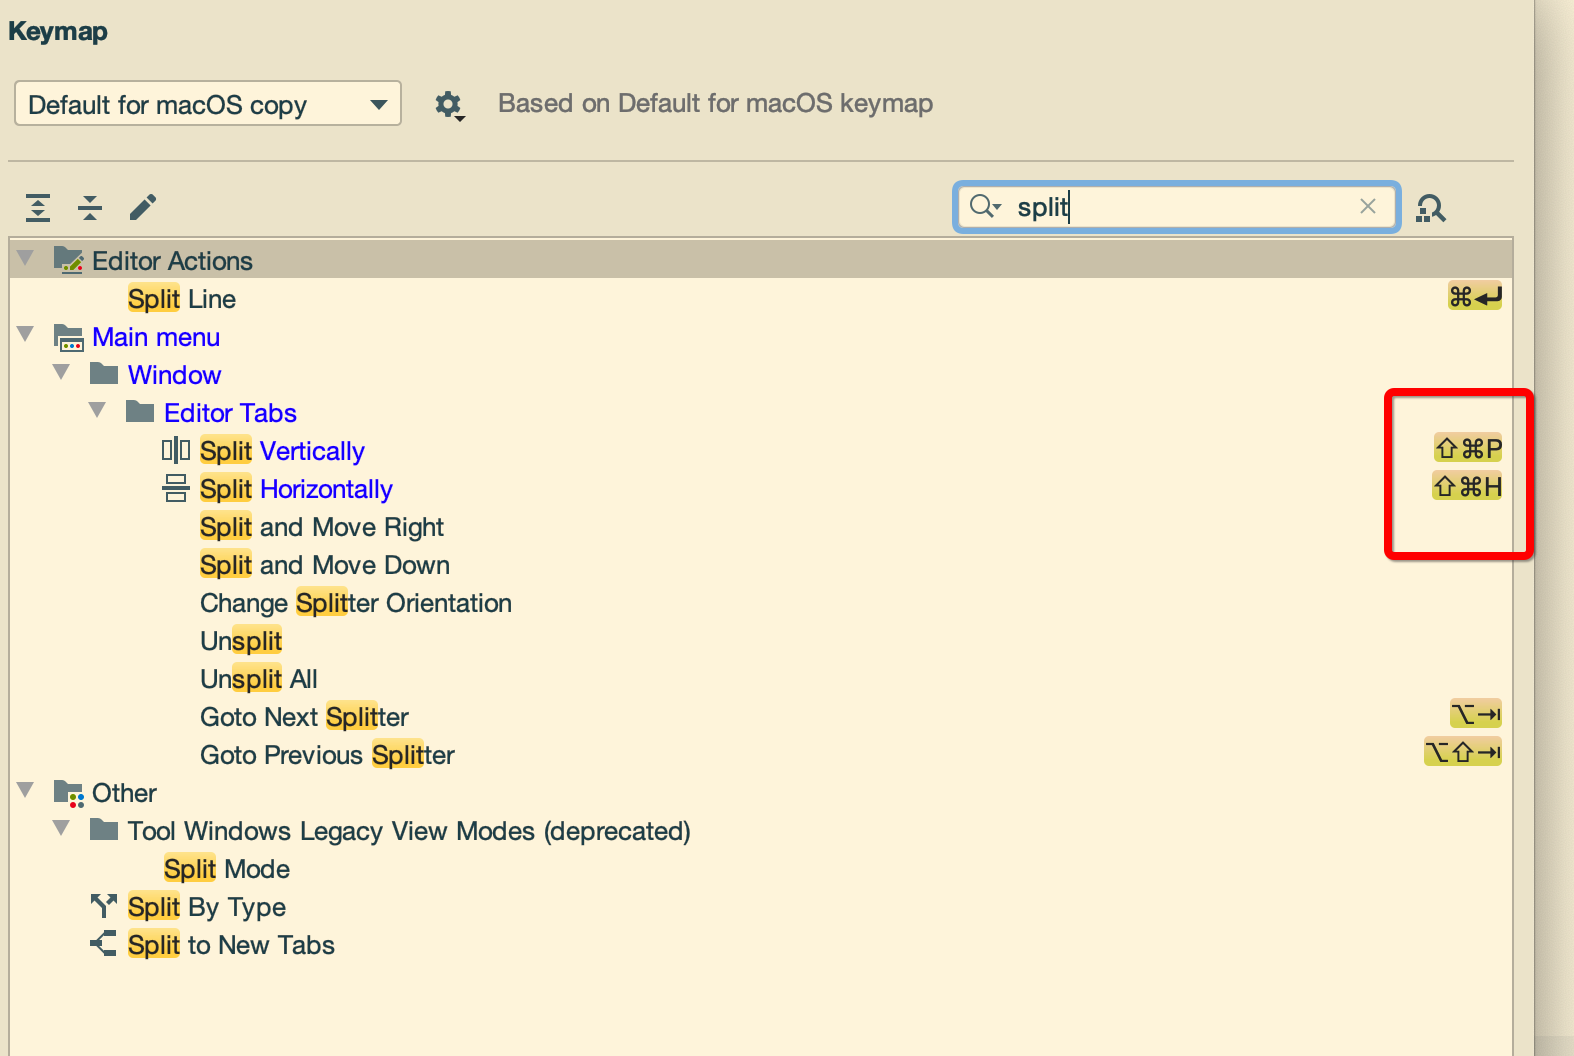 Keymap
Default for macOS copy
Based on Default for macOS keymap
split
Editor Actions
Split Line ⌘↩
Main menu
Window
Editor Tabs
Split Vertically ⇧⌘P
Split Horizontally ⇧⌘H
Split and Move Right
Split and Move Down
Change Splitter Orientation
Unsplit
Unsplit All
Goto Next Splitter ⌥⇥
Goto Previous Splitter ⌥⇧⇥
Other
Tool Windows Legacy View Modes (deprecated)
Split Mode
Split By Type
Split to New Tabs